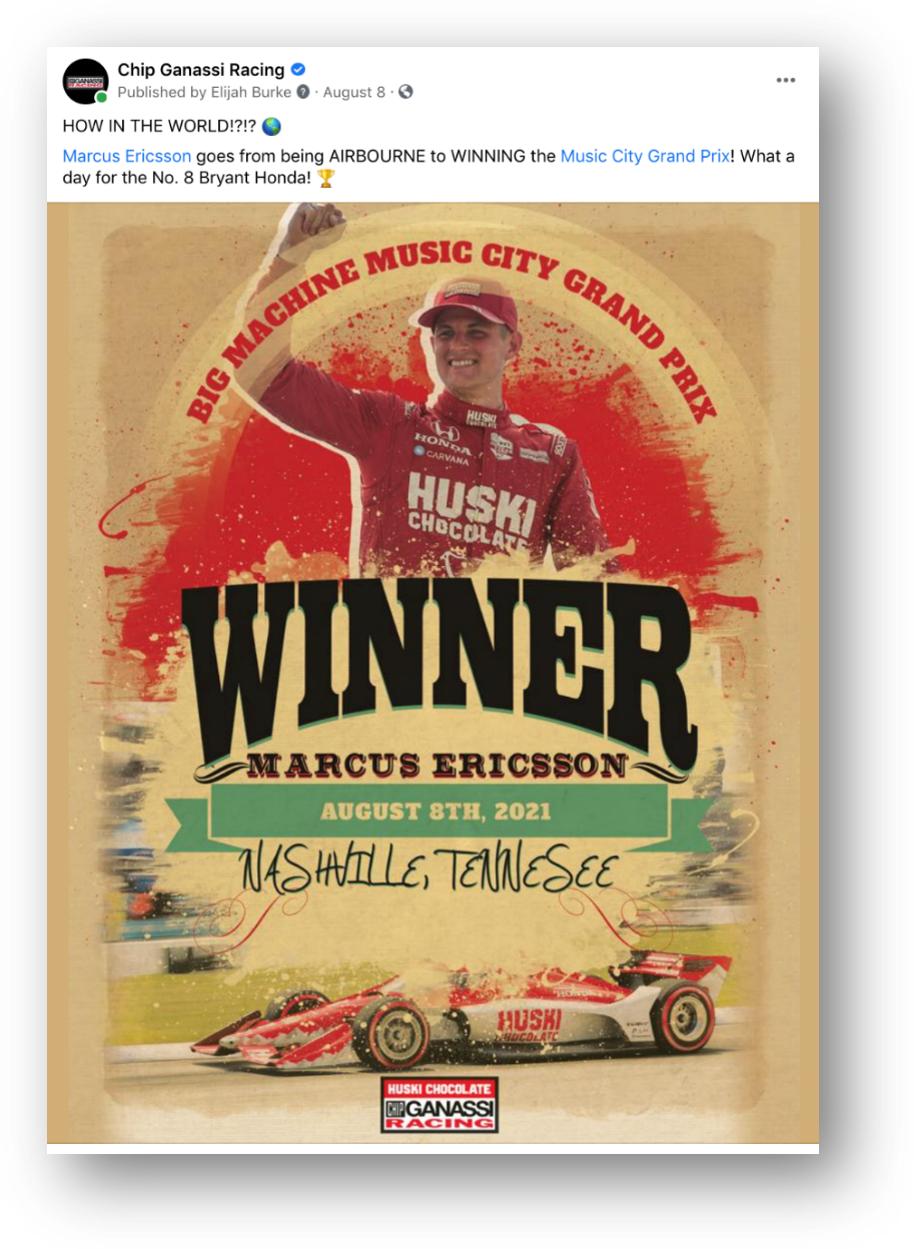 Chip Ganassi Racing
Published by Elijah Burke · August 8 ·
HOW IN THE WORLD!?!? 🌎
Marcus Ericsson goes from being AIRBOURNE to WINNING the Music City Grand Prix! What a
day for the No. 8 Bryant Honda! 🏆
BIG MACHINE MUSIC CITY GRAND PRIX
HUSKI
CHOCOLATE
HONDA
CARVANA
HUSKI
CHOCOLATE
WINNER
MARCUS ERICSSON
AUGUST 8TH, 2021
NASHVILLE, TENNESEE
HUSKI
CHOCOLATE
HUSKI CHOCOLATE
CHIP GANASSI
RACING